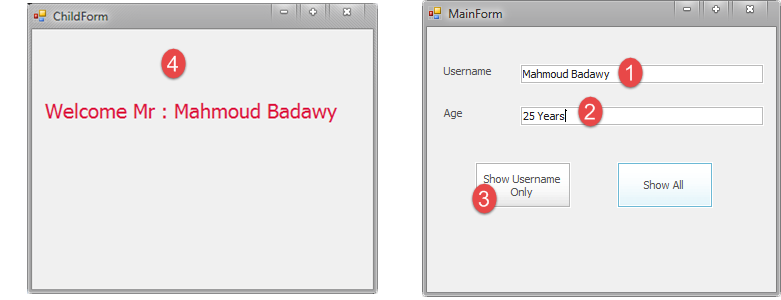 ChildForm
4
Welcome Mr : Mahmoud Badawy
MainForm
Username
Mahmoud Badawy
1
Age
25 Years
2
Show Username
Only
3
Show All